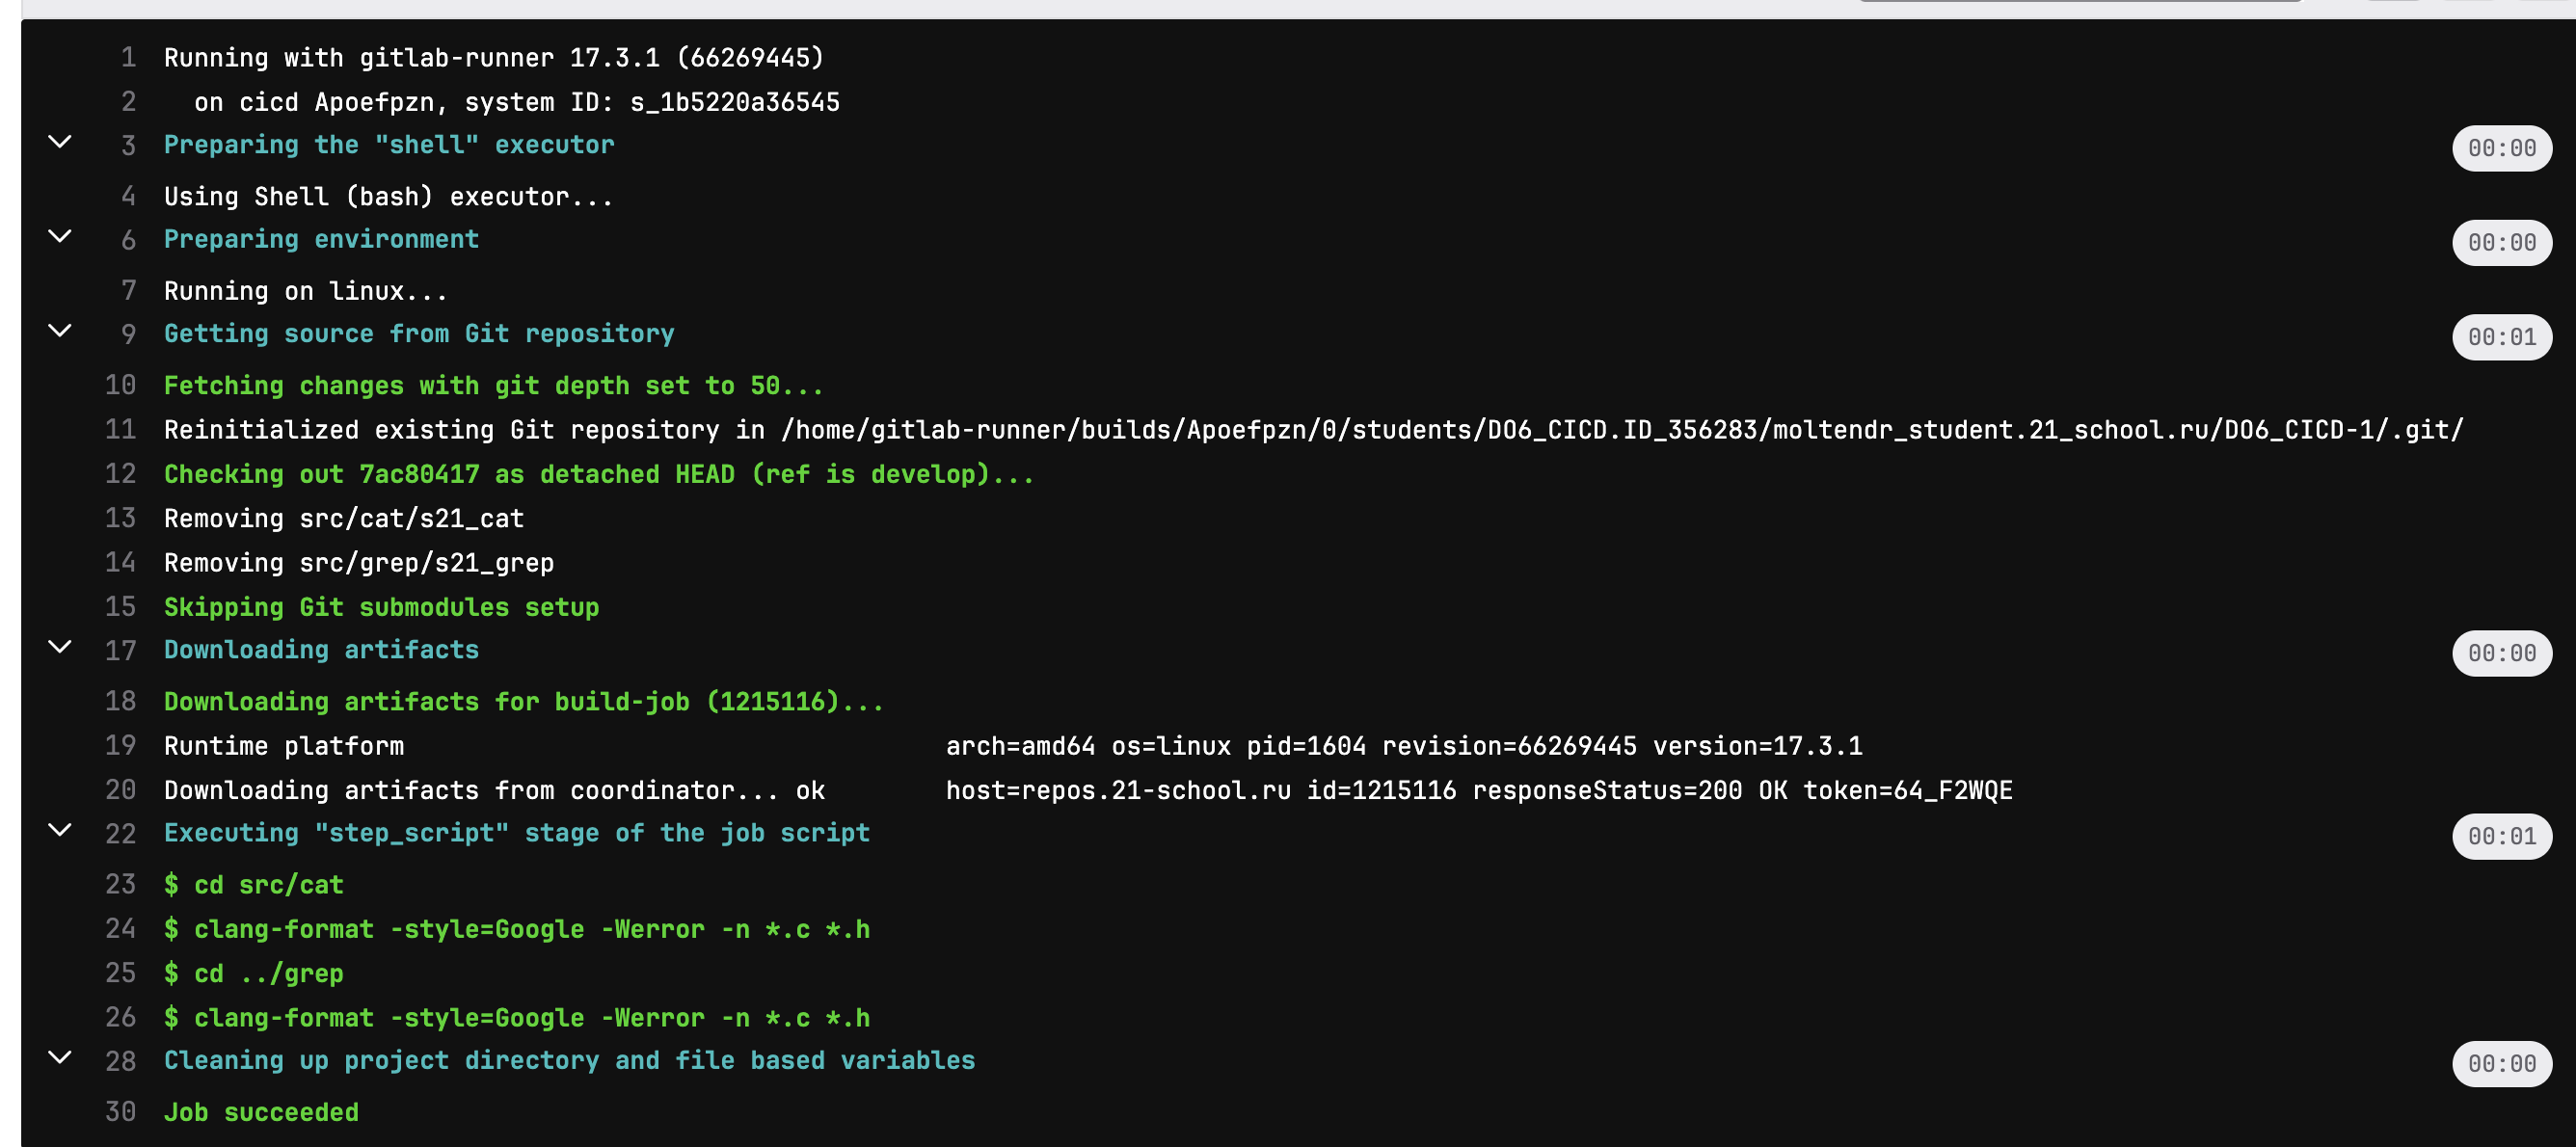 1 Running with gitlab-runner 17.3.1 (66269445)
2 on cicd Apoefpzn, system ID: s_1b5220a36545
3 Preparing the "shell" executor 00:00
4 Using Shell (bash) executor...
6 Preparing environment 00:00
7 Running on linux...
9 Getting source from Git repository 00:01
10 Fetching changes with git depth set to 50...
11 Reinitialized existing Git repository in /home/gitlab-runner/builds/Apoefpzn/0/students/DO6_CICD.ID_356283/moltendr_student.21_school.ru/DO6_CICD-1/.git/
12 Checking out 7ac80417 as detached HEAD (ref is develop)...
13 Removing src/cat/s21_cat
14 Removing src/grep/s21_grep
15 Skipping Git submodules setup
17 Downloading artifacts 00:00
18 Downloading artifacts for build-job (1215116)...
19 Runtime platform arch=amd64 os=linux pid=1604 revision=66269445 version=17.3.1
20 Downloading artifacts from coordinator... ok host=repos.21-school.ru id=1215116 responseStatus=200 OK token=64_F2WQE
22 Executing "step_script" stage of the job script 00:01
23 $ cd src/cat
24 $ clang-format -style=Google -Werror -n *.c *.h
25 $ cd ../grep
26 $ clang-format -style=Google -Werror -n *.c *.h
28 Cleaning up project directory and file based variables 00:00
30 Job succeeded